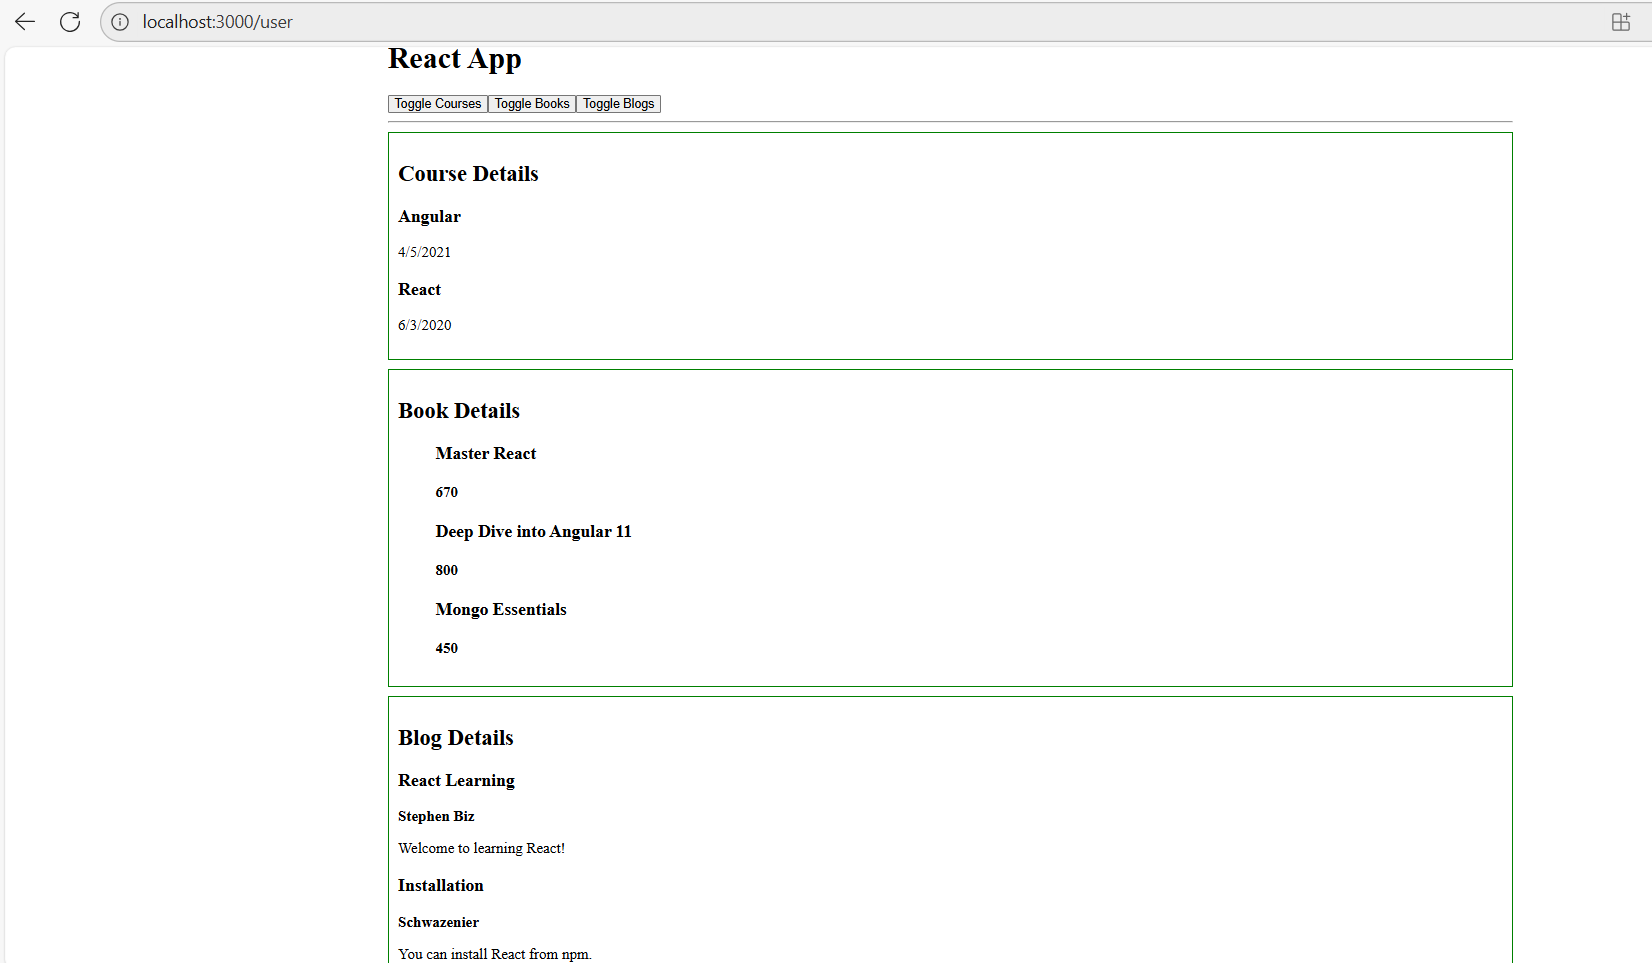 localhost:3000/user
React App
Toggle Courses Toggle Books Toggle Blogs
Course Details
Angular
4/5/2021
React
6/3/2020
Book Details
Master React
670
Deep Dive into Angular 11
800
Mongo Essentials
450
Blog Details
React Learning
Stephen Biz
Welcome to learning React!
Installation
Schwazenier
You can install React from npm.